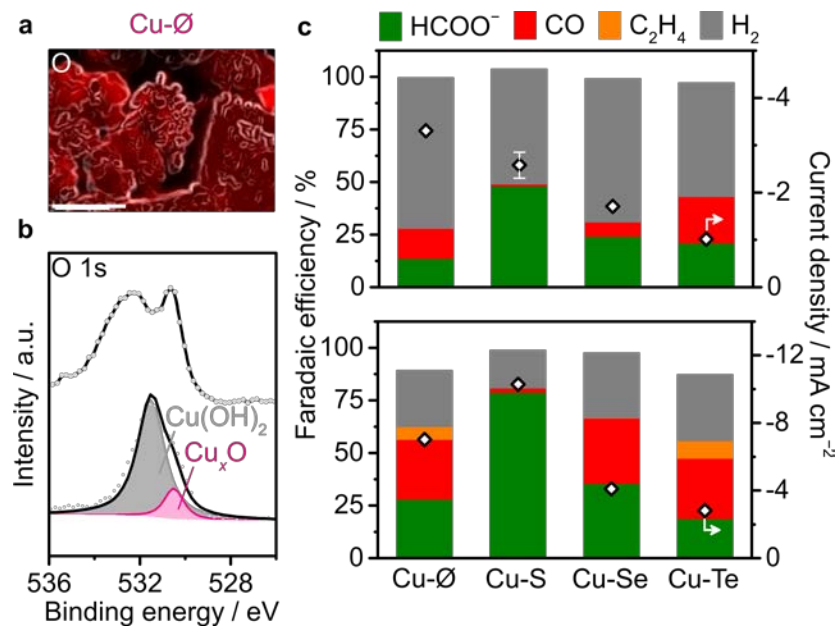 a
Cu-Ø
O
b
O 1s
Intensity / a.u.
Cu(OH)₂
CuₓO
536 532 528
Binding energy / eV
c
HCOO⁻ CO C₂H₄ H₂
100
75
50
25
0
-4
-2
0
100
75
50
25
0
-12
-8
-4
0
Faradaic efficiency / %
Current density / mA cm⁻²
Cu-Ø Cu-S Cu-Se Cu-Te